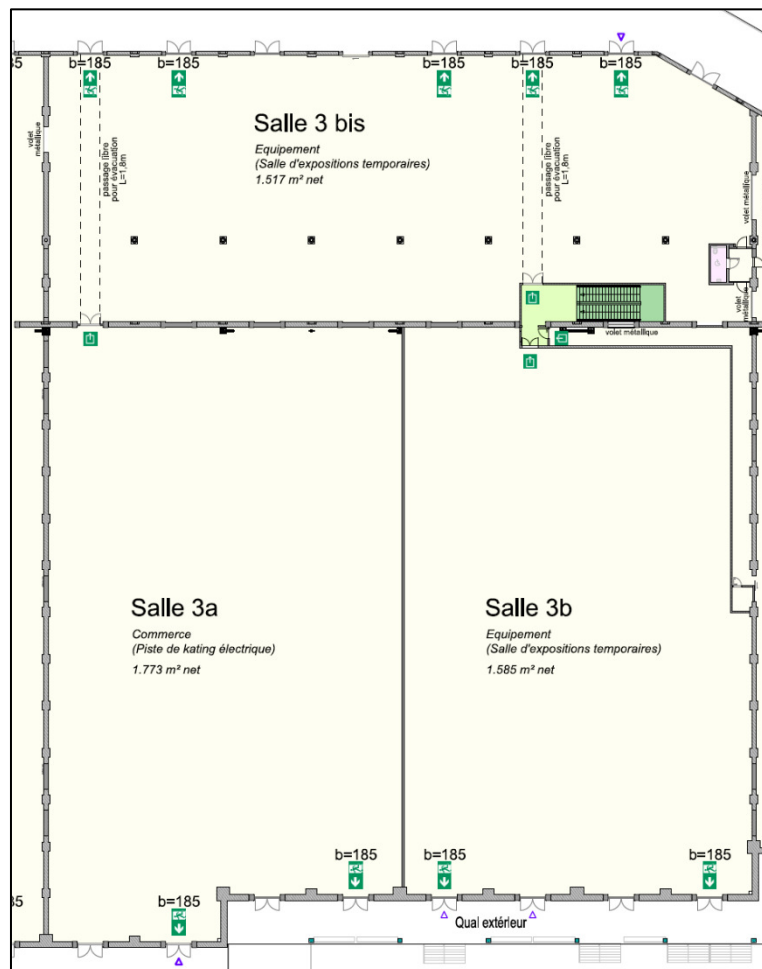 b=185
b=185
b=185
b=185
b=185
Salle 3 bis
Equipement
(Salle d'expositions temporaires)
1.517 m² net
volet
métallique
passage libre
pour évacuation
L=1,8m
passage libre
pour évacuation
L=1,8m
volet métallique
volet
métallique
volet métallique
Salle 3a
Commerce
(Piste de kating électrique)
1.773 m² net
Salle 3b
Equipement
(Salle d'expositions temporaires)
1.585 m² net
b=185
b=185
b=185
b=185
Quai extérieur